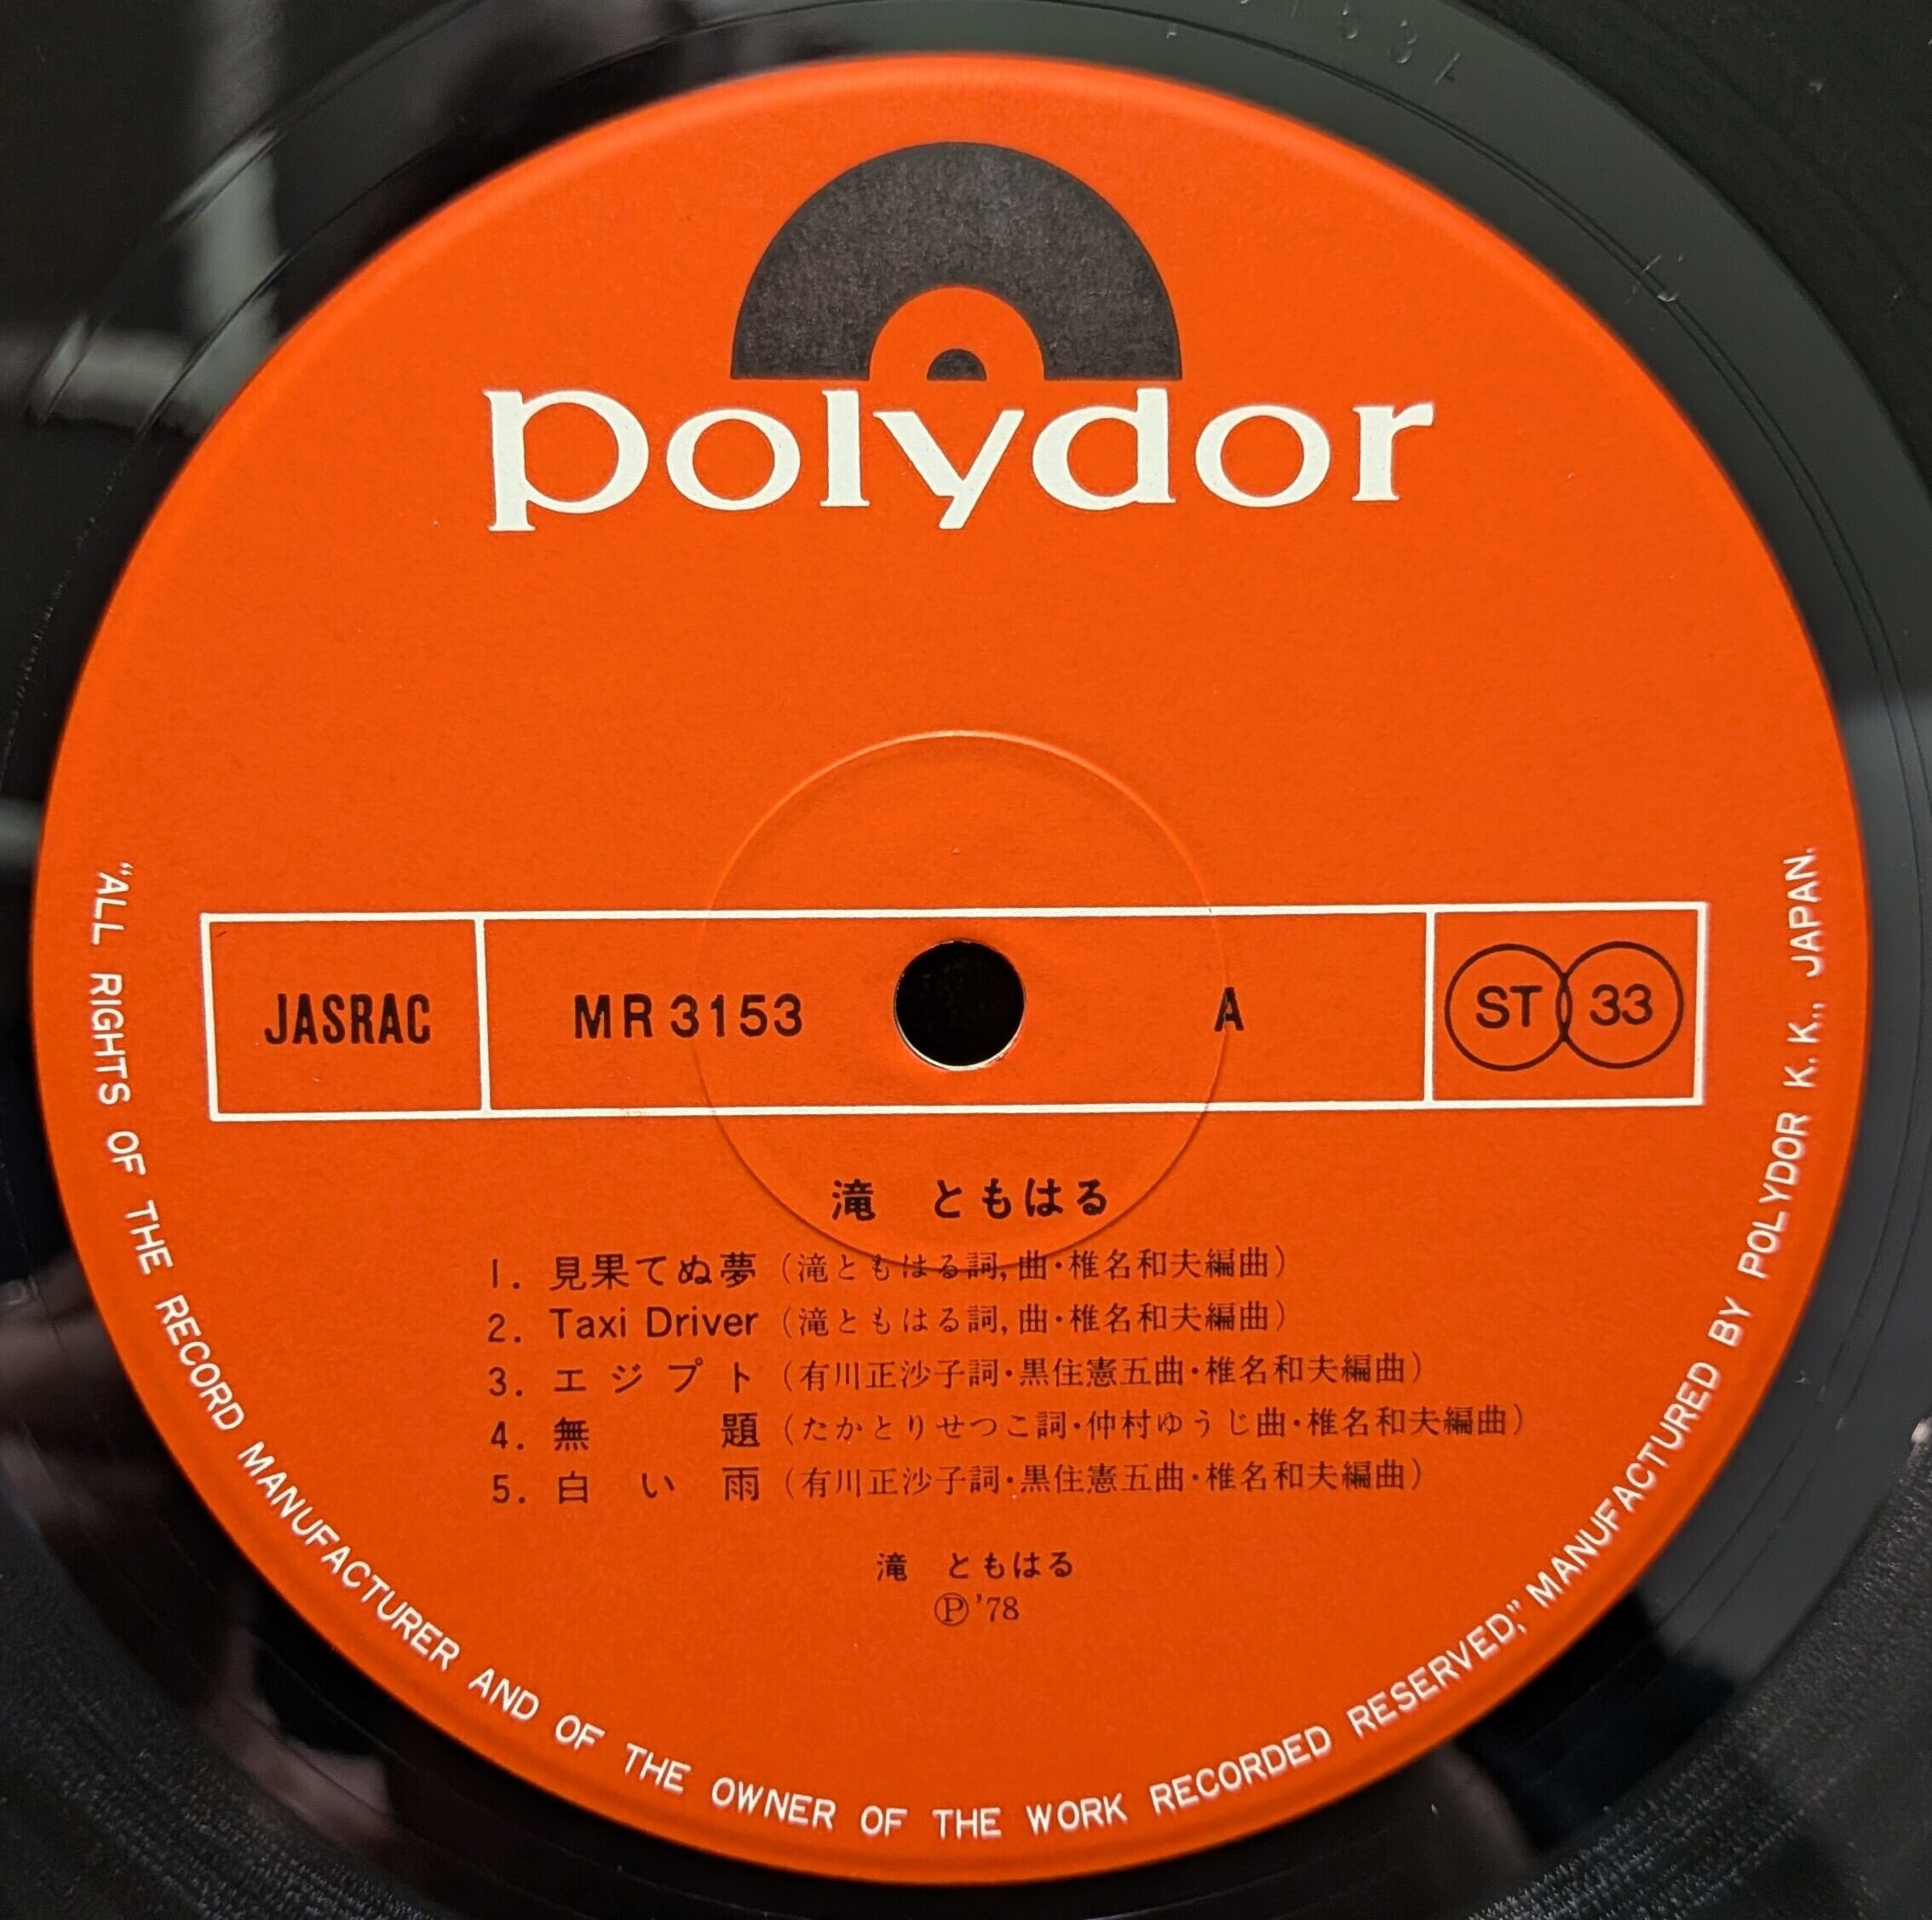 polydor
JASRAC
MR 3153
A
ST 33
滝 ともはる
1. 見果てぬ夢 (滝ともはる詞, 曲・椎名和夫編曲)
2. Taxi Driver (滝ともはる詞, 曲・椎名和夫編曲)
3. エジプト (有川正沙子詞・黒住憲五曲・椎名和夫編曲)
4. 無題 (たかとりせつこ詞・仲村ゆうじ曲・椎名和夫編曲)
5. 白い雨 (有川正沙子詞・黒住憲五曲・椎名和夫編曲)
滝 ともはる
Ⓟ'78
"ALL RIGHTS OF THE RECORD MANUFACTURER AND OF THE OWNER OF THE WORK RECORDED RESERVED," MANUFACTURED BY POLYDOR K.K., JAPAN.